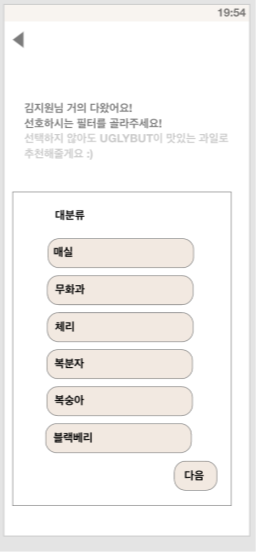 19:54
김지원님 거의 다왔어요!
선호하시는 필터를 골라주세요!
선택하지 않아도 UGLYBUT이 맛있는 과일로
추천해줄게요 :)
대분류
매실
무화과
체리
복분자
복숭아
블랙베리
다음